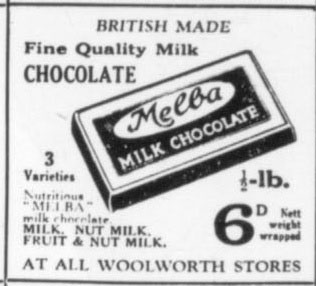 BRITISH MADE
Fine Quality Milk
CHOCOLATE
Melba
MILK CHOCOLATE
3
Varieties
Nutritious
"MELBA"
milk chocolate
MILK, NUT MILK,
FRUIT & NUT MILK.
½-lb.
6D Nett
weight
wrapped
AT ALL WOOLWORTH STORES